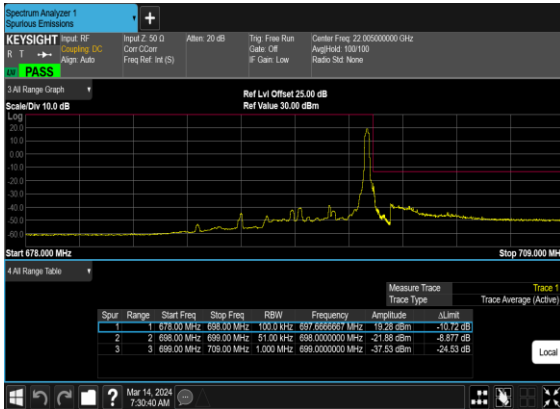 Spectrum Analyzer 1
Spurious Emissions
+
KEYSIGHT
R T
LXI PASS
Input: RF
Coupling: DC
Align: Auto
Input Z: 50 Ω
Corr CCorr
Freq Ref: Int (S)
Atten: 20 dB
Trig: Free Run
Gate: Off
IF Gain: Low
Center Freq: 22.005000000 GHz
Avg|Hold: 100/100
Radio Std: None
3 All Range Graph
Scale/Div 10.0 dB
Ref Lvl Offset 25.00 dB
Ref Value 30.00 dBm
Log
20.0
10.0
0.00
-10.0
-20.0
-30.0
-40.0
-50.0
-60.0
Start 678.000 MHz
Stop 709.000 MH
4 All Range Table
Measure Trace Trace 1
Trace Type Trace Average (Active)
Spur Range Start Freq Stop Freq RBW Frequency Amplitude ΔLimit
1 1 678.00 MHz 698.00 MHz 100.0 kHz 697.6666667 MHz 19.28 dBm -10.72 dB
2 2 698.00 MHz 699.00 MHz 51.00 kHz 698.0000000 MHz -21.88 dBm -8.877 dB
3 3 699.00 MHz 709.00 MHz 1.000 MHz 699.0000000 MHz -37.53 dBm -24.53 dB
Local
?
Mar 14, 2024
7:30:40 AM